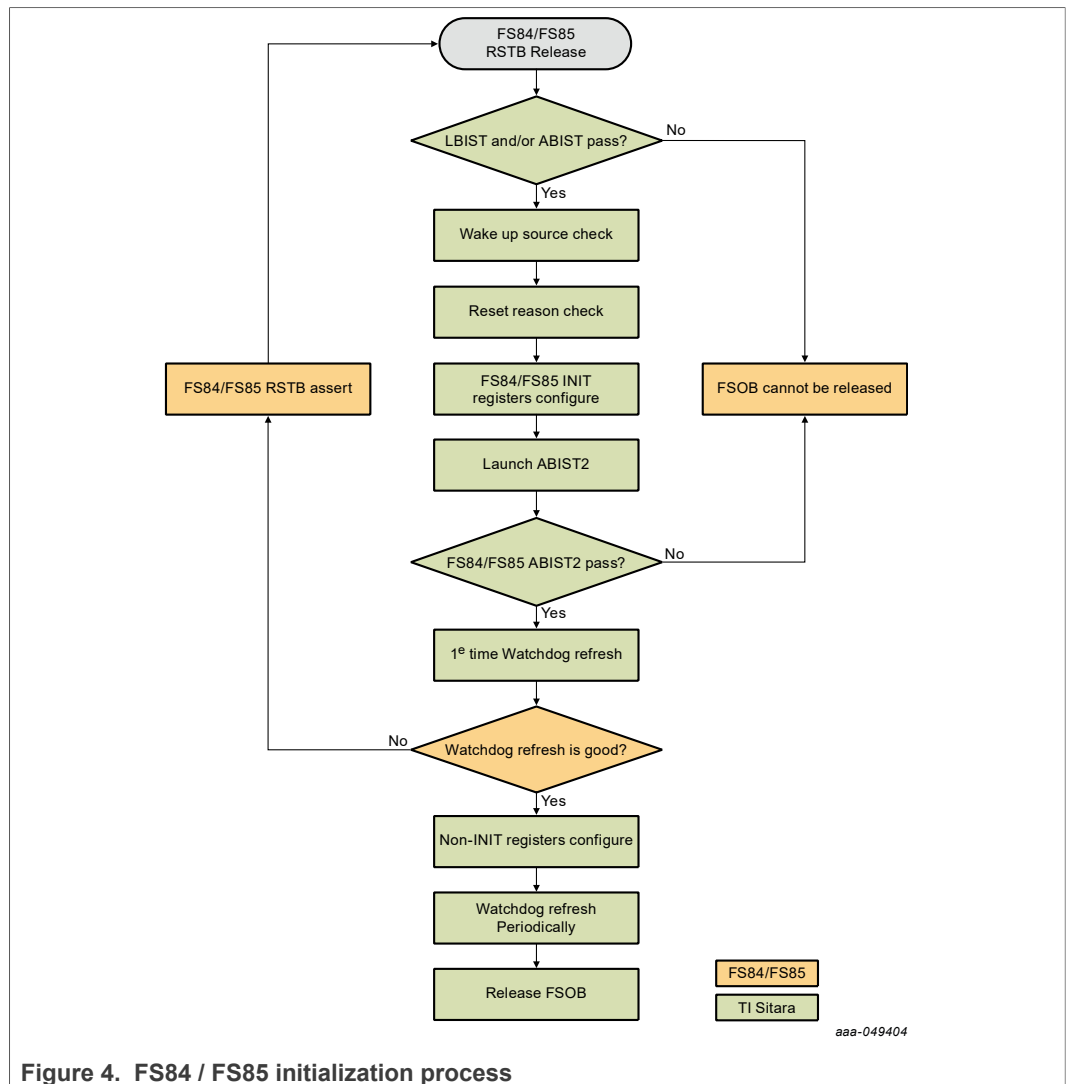 FS84/FS85
RSTB Release
LBIST and/or ABIST pass?
No
Yes
Wake up source check
Reset reason check
FS84/FS85 RSTB assert
FS84/FS85 INIT
registers configure
FSOB cannot be released
Launch ABIST2
FS84/FS85 ABIST2 pass?
No
Yes
1e time Watchdog refresh
No
Watchdog refresh is good?
Yes
Non-INIT registers configure
Watchdog refresh
Periodically
Release FSOB
FS84/FS85
TI Sitara
aaa-049404
Figure 4. FS84 / FS85 initialization process